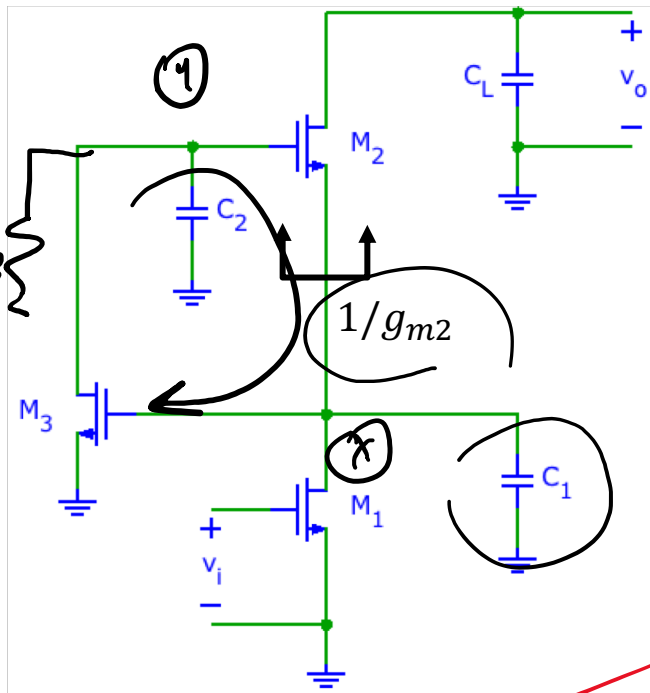 Y
+
C_L
v_o
−
M_2
C_2
1/g_{m2}
M_3
X
C_1
M_1
+
v_i
−